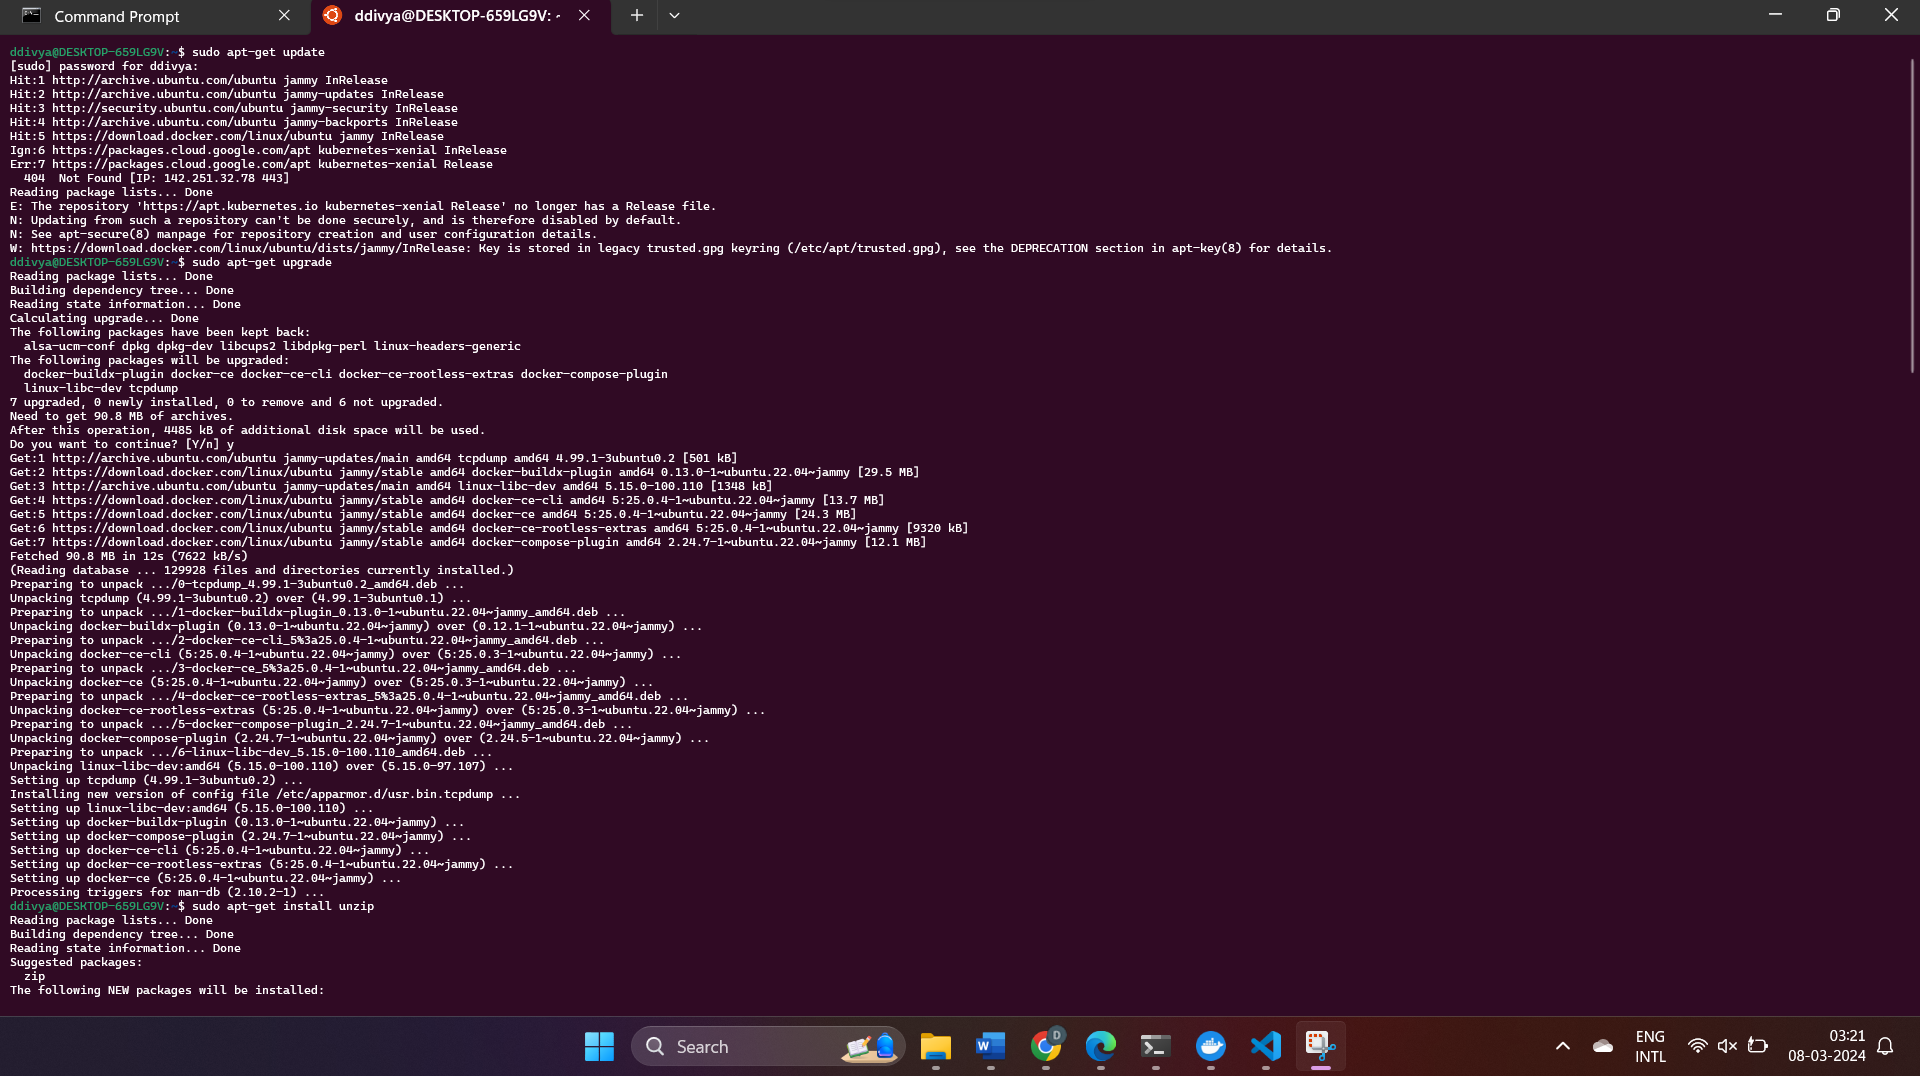 Command Prompt
ddivya@DESKTOP-659LG9V: ~
ddivya@DESKTOP-659LG9V:~$ sudo apt-get update
[sudo] password for ddivya:
Hit:1 http://archive.ubuntu.com/ubuntu jammy InRelease
Hit:2 http://archive.ubuntu.com/ubuntu jammy-updates InRelease
Hit:3 http://security.ubuntu.com/ubuntu jammy-security InRelease
Hit:4 http://archive.ubuntu.com/ubuntu jammy-backports InRelease
Hit:5 https://download.docker.com/linux/ubuntu jammy InRelease
Ign:6 https://packages.cloud.google.com/apt kubernetes-xenial InRelease
Err:7 https://packages.cloud.google.com/apt kubernetes-xenial Release
  404  Not Found [IP: 142.251.32.78 443]
Reading package lists... Done
E: The repository 'https://apt.kubernetes.io kubernetes-xenial Release' no longer has a Release file.
N: Updating from such a repository can't be done securely, and is therefore disabled by default.
N: See apt-secure(8) manpage for repository creation and user configuration details.
W: https://download.docker.com/linux/ubuntu/dists/jammy/InRelease: Key is stored in legacy trusted.gpg keyring (/etc/apt/trusted.gpg), see the DEPRECATION section in apt-key(8) for details.
ddivya@DESKTOP-659LG9V:~$ sudo apt-get upgrade
Reading package lists... Done
Building dependency tree... Done
Reading state information... Done
Calculating upgrade... Done
The following packages have been kept back:
  alsa-ucm-conf dpkg dpkg-dev libcups2 libdpkg-perl linux-headers-generic
The following packages will be upgraded:
  docker-buildx-plugin docker-ce docker-ce-cli docker-ce-rootless-extras docker-compose-plugin
  linux-libc-dev tcpdump
7 upgraded, 0 newly installed, 0 to remove and 6 not upgraded.
Need to get 90.8 MB of archives.
After this operation, 4485 kB of additional disk space will be used.
Do you want to continue? [Y/n] y
Get:1 http://archive.ubuntu.com/ubuntu jammy-updates/main amd64 tcpdump amd64 4.99.1-3ubuntu0.2 [501 kB]
Get:2 https://download.docker.com/linux/ubuntu jammy/stable amd64 docker-buildx-plugin amd64 0.13.0-1~ubuntu.22.04~jammy [29.5 MB]
Get:3 http://archive.ubuntu.com/ubuntu jammy-updates/main amd64 linux-libc-dev amd64 5.15.0-100.110 [1348 kB]
Get:4 https://download.docker.com/linux/ubuntu jammy/stable amd64 docker-ce-cli amd64 5:25.0.4-1~ubuntu.22.04~jammy [13.7 MB]
Get:5 https://download.docker.com/linux/ubuntu jammy/stable amd64 docker-ce amd64 5:25.0.4-1~ubuntu.22.04~jammy [24.3 MB]
Get:6 https://download.docker.com/linux/ubuntu jammy/stable amd64 docker-ce-rootless-extras amd64 5:25.0.4-1~ubuntu.22.04~jammy [9320 kB]
Get:7 https://download.docker.com/linux/ubuntu jammy/stable amd64 docker-compose-plugin amd64 2.24.7-1~ubuntu.22.04~jammy [12.1 MB]
Fetched 90.8 MB in 12s (7622 kB/s)
(Reading database ... 129928 files and directories currently installed.)
Preparing to unpack .../0-tcpdump_4.99.1-3ubuntu0.2_amd64.deb ...
Unpacking tcpdump (4.99.1-3ubuntu0.2) over (4.99.1-3ubuntu0.1) ...
Preparing to unpack .../1-docker-buildx-plugin_0.13.0-1~ubuntu.22.04~jammy_amd64.deb ...
Unpacking docker-buildx-plugin (0.13.0-1~ubuntu.22.04~jammy) over (0.12.1-1~ubuntu.22.04~jammy) ...
Preparing to unpack .../2-docker-ce-cli_5%3a25.0.4-1~ubuntu.22.04~jammy_amd64.deb ...
Unpacking docker-ce-cli (5:25.0.4-1~ubuntu.22.04~jammy) over (5:25.0.3-1~ubuntu.22.04~jammy) ...
Preparing to unpack .../3-docker-ce_5%3a25.0.4-1~ubuntu.22.04~jammy_amd64.deb ...
Unpacking docker-ce (5:25.0.4-1~ubuntu.22.04~jammy) over (5:25.0.3-1~ubuntu.22.04~jammy) ...
Preparing to unpack .../4-docker-ce-rootless-extras_5%3a25.0.4-1~ubuntu.22.04~jammy_amd64.deb ...
Unpacking docker-ce-rootless-extras (5:25.0.4-1~ubuntu.22.04~jammy) over (5:25.0.3-1~ubuntu.22.04~jammy) ...
Preparing to unpack .../5-docker-compose-plugin_2.24.7-1~ubuntu.22.04~jammy_amd64.deb ...
Unpacking docker-compose-plugin (2.24.7-1~ubuntu.22.04~jammy) over (2.24.5-1~ubuntu.22.04~jammy) ...
Preparing to unpack .../6-linux-libc-dev_5.15.0-100.110_amd64.deb ...
Unpacking linux-libc-dev:amd64 (5.15.0-100.110) over (5.15.0-97.107) ...
Setting up tcpdump (4.99.1-3ubuntu0.2) ...
Installing new version of config file /etc/apparmor.d/usr.bin.tcpdump ...
Setting up linux-libc-dev:amd64 (5.15.0-100.110) ...
Setting up docker-buildx-plugin (0.13.0-1~ubuntu.22.04~jammy) ...
Setting up docker-compose-plugin (2.24.7-1~ubuntu.22.04~jammy) ...
Setting up docker-ce-cli (5:25.0.4-1~ubuntu.22.04~jammy) ...
Setting up docker-ce-rootless-extras (5:25.0.4-1~ubuntu.22.04~jammy) ...
Setting up docker-ce (5:25.0.4-1~ubuntu.22.04~jammy) ...
Processing triggers for man-db (2.10.2-1) ...
ddivya@DESKTOP-659LG9V:~$ sudo apt-get install unzip
Reading package lists... Done
Building dependency tree... Done
Reading state information... Done
Suggested packages:
  zip
The following NEW packages will be installed:
Search
D
ENG
INTL
03:21
08-03-2024